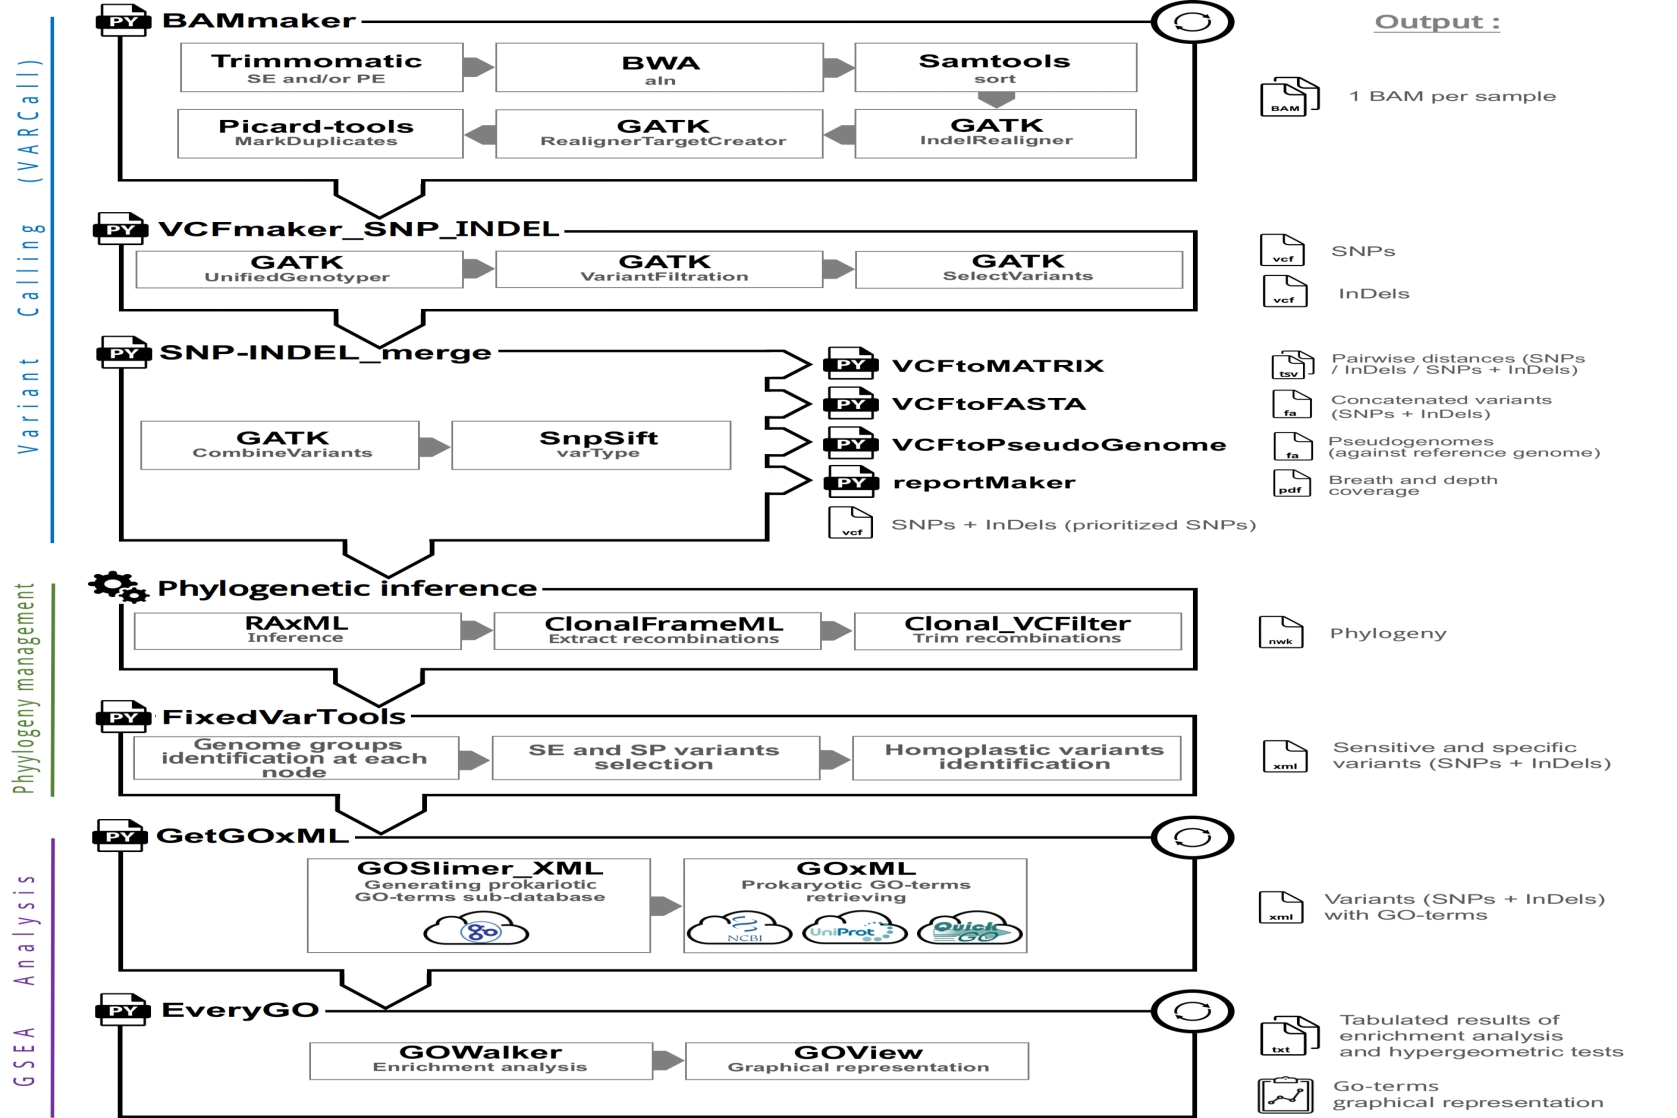 PY BAMmaker
Output :
Trimmomatic
SE and/or PE
BWA
aln
Samtools
sort
BAM
1 BAM per sample
Picard-tools
MarkDuplicates
GATK
RealignerTargetCreator
GATK
IndelRealigner
Variant Calling (VARCall)
PY VCFmaker_SNP_INDEL
GATK
UnifiedGenotyper
GATK
VariantFiltration
GATK
SelectVariants
vcf
SNPs
vcf
InDels
PY SNP-INDEL_merge
GATK
CombineVariants
SnpSift
varType
PY VCFtoMATRIX
tsv
Pairwise distances (SNPs
/ InDels / SNPs + InDels)
PY VCFtoFASTA
fa
Concatenated variants
(SNPs + InDels)
PY VCFtoPseudoGenome
fa
Pseudogenomes
(against reference genome)
PY reportMaker
pdf
Breath and depth
coverage
vcf
SNPs + InDels (prioritized SNPs)
Phyylogeny management
Phylogenetic inference
RAxML
Inference
ClonalFrameML
Extract recombinations
Clonal_VCFilter
Trim recombinations
nwk
Phylogeny
PY FixedVarTools
Genome groups
identification at each
node
SE and SP variants
selection
Homoplastic variants
identification
xml
Sensitive and specific
variants (SNPs + InDels)
GSEA Analysis
PY GetGOxML
GOSlimer_XML
Generating prokariotic
GO-terms sub-database
go
GOxML
Prokaryotic GO-terms
retrieving
NCBI
UniProt
Quick
GO
xml
Variants (SNPs + InDels)
with GO-terms
PY EveryGO
GOWalker
Enrichment analysis
GOView
Graphical representation
txt
Tabulated results of
enrichment analysis
and hypergeometric tests
Go-terms
graphical representation